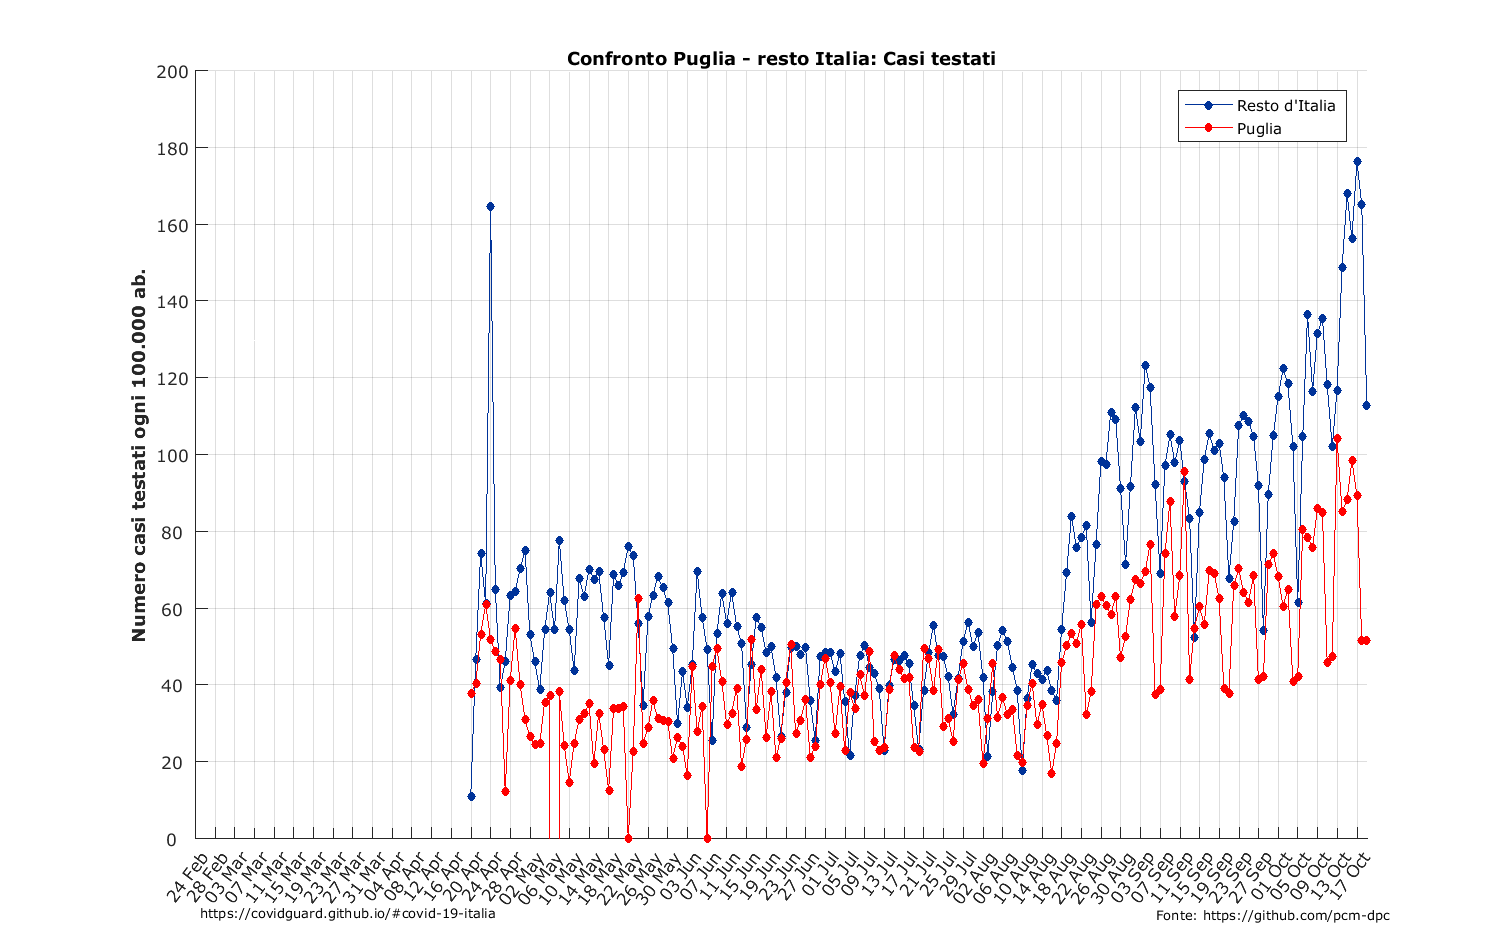 Confronto Puglia - resto Italia: Casi testati
Resto d'Italia
Puglia
Numero casi testati ogni 100.000 ab.
200
180
160
140
120
100
80
60
40
20
0
24 Feb
28 Feb
03 Mar
07 Mar
11 Mar
15 Mar
19 Mar
23 Mar
27 Mar
31 Mar
04 Apr
08 Apr
12 Apr
16 Apr
20 Apr
24 Apr
28 Apr
02 May
06 May
10 May
14 May
18 May
22 May
26 May
30 May
03 Jun
07 Jun
11 Jun
15 Jun
19 Jun
23 Jun
27 Jun
01 Jul
05 Jul
09 Jul
13 Jul
17 Jul
21 Jul
25 Jul
29 Jul
02 Aug
06 Aug
10 Aug
14 Aug
18 Aug
22 Aug
26 Aug
30 Aug
03 Sep
07 Sep
11 Sep
15 Sep
19 Sep
23 Sep
27 Sep
01 Oct
05 Oct
09 Oct
13 Oct
17 Oct
https://covidguard.github.io/#covid-19-italia
Fonte: https://github.com/pcm-dpc